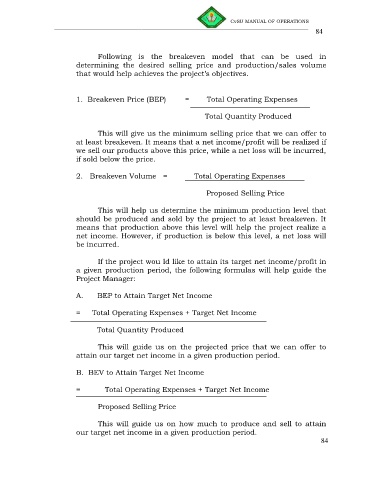 CvSU MANUAL OF OPERATIONS
84
Following is the breakeven model that can be used in
determining the desired selling price and production/sales volume
that would help achieves the project's objectives.
1. Breakeven Price (BEP) = Total Operating Expenses
Total Quantity Produced
This will give us the minimum selling price that we can offer to
at least breakeven. It means that a net income/profit will be realized if
we sell our products above this price, while a net loss will be incurred,
if sold below the price.
2. Breakeven Volume = Total Operating Expenses
Proposed Selling Price
This will help us determine the minimum production level that
should be produced and sold by the project to at least breakeven. It
means that production above this level will help the project realize a
net income. However, if production is below this level, a net loss will
be incurred.
If the project wou ld like to attain its target net income/profit in
a given production period, the following formulas will help guide the
Project Manager:
A. BEP to Attain Target Net Income
= Total Operating Expenses + Target Net Income
Total Quantity Produced
This will guide us on the projected price that we can offer to
attain our target net income in a given production period.
B. BEV to Attain Target Net Income
= Total Operating Expenses + Target Net Income
Proposed Selling Price
This will guide us on how much to produce and sell to attain
our target net income in a given production period.
84